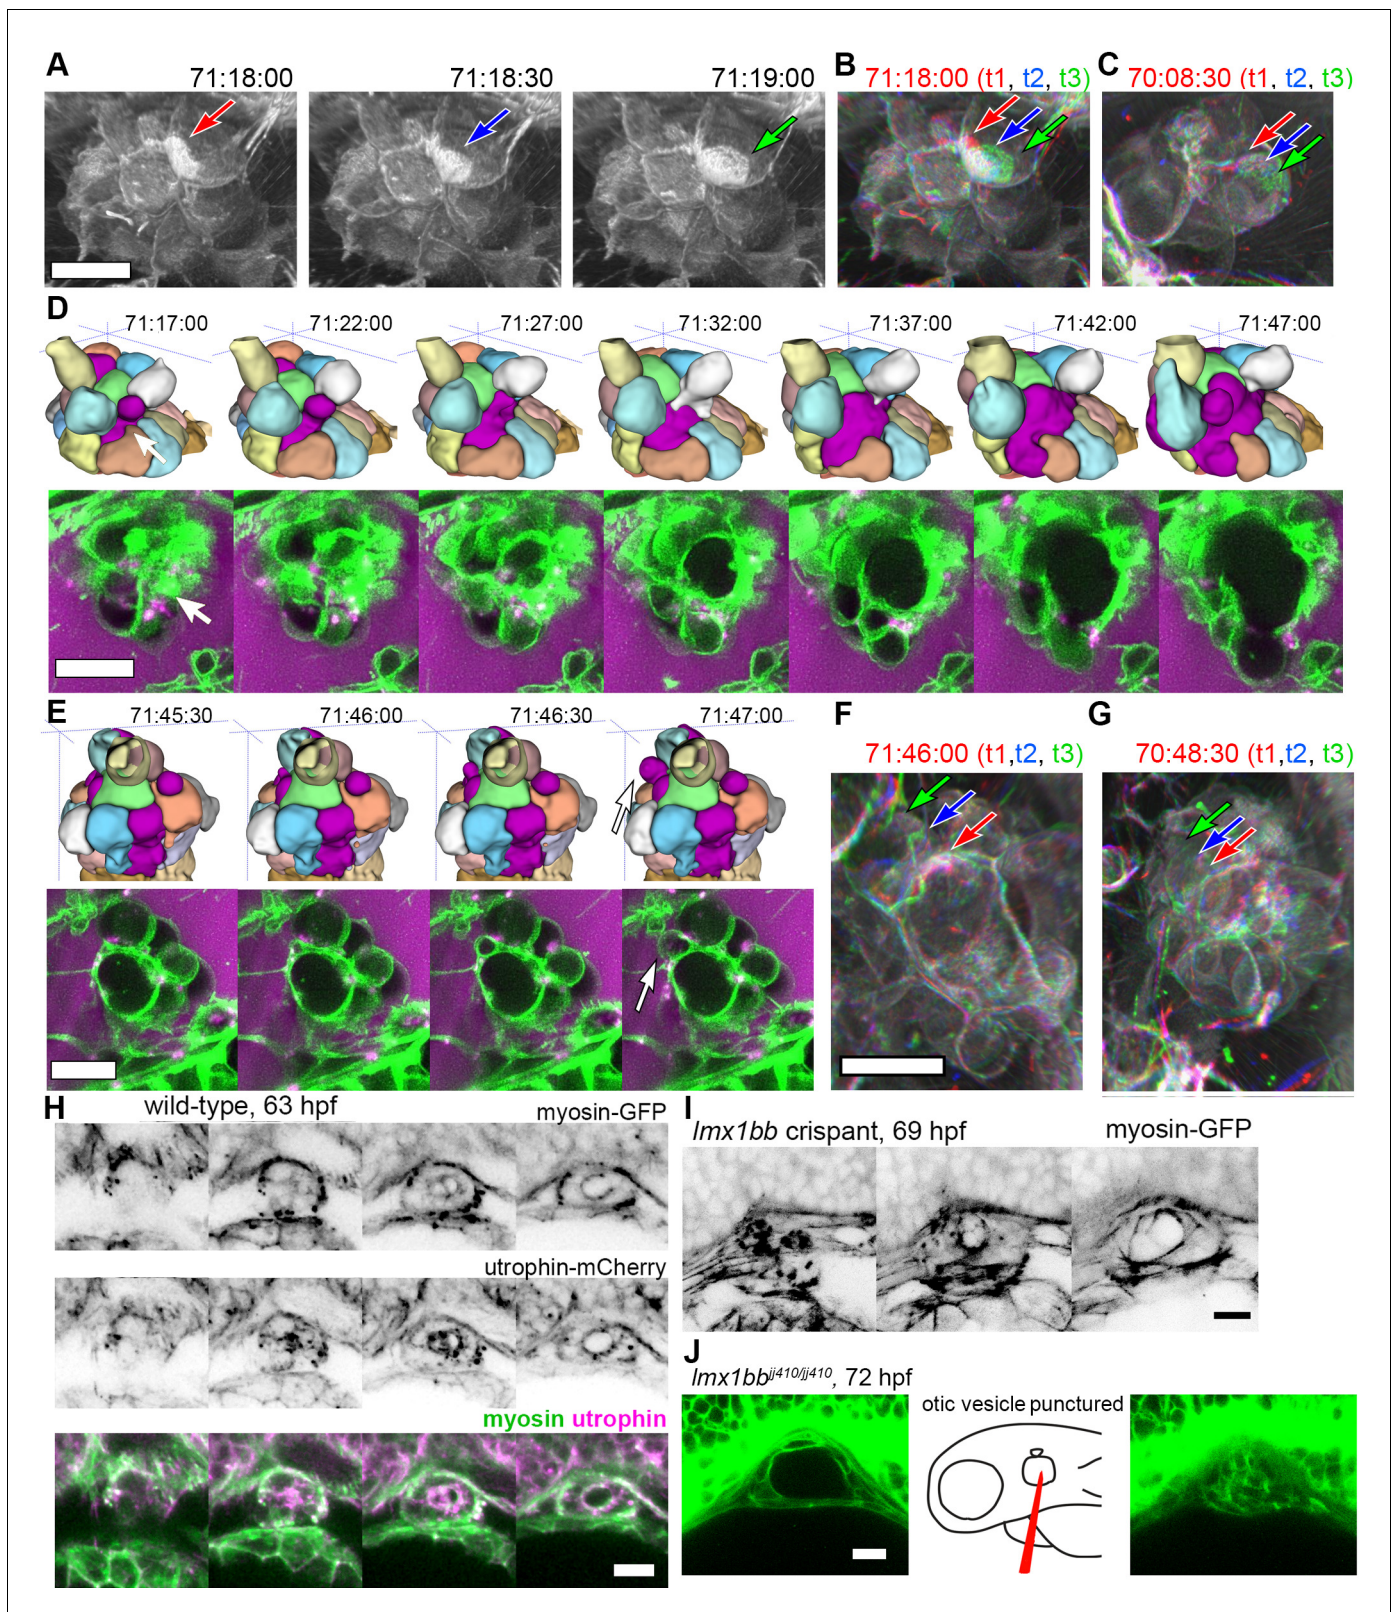 A
71:18:00
71:18:30
71:19:00
B
71:18:00 (t1, t2, t3)
C
70:08:30 (t1, t2, t3)
D
71:17:00
71:22:00
71:27:00
71:32:00
71:37:00
71:42:00
71:47:00
E
71:45:30
71:46:00
71:46:30
71:47:00
F
71:46:00 (t1,t2, t3)
G
70:48:30 (t1, t2, t3)
H
wild-type, 63 hpf
myosin-GFP
utrophin-mCherry
myosin utrophin
I
lmx1bb crispant, 69 hpf
myosin-GFP
J
lmx1bbjj410/jj410, 72 hpf
otic vesicle punctured